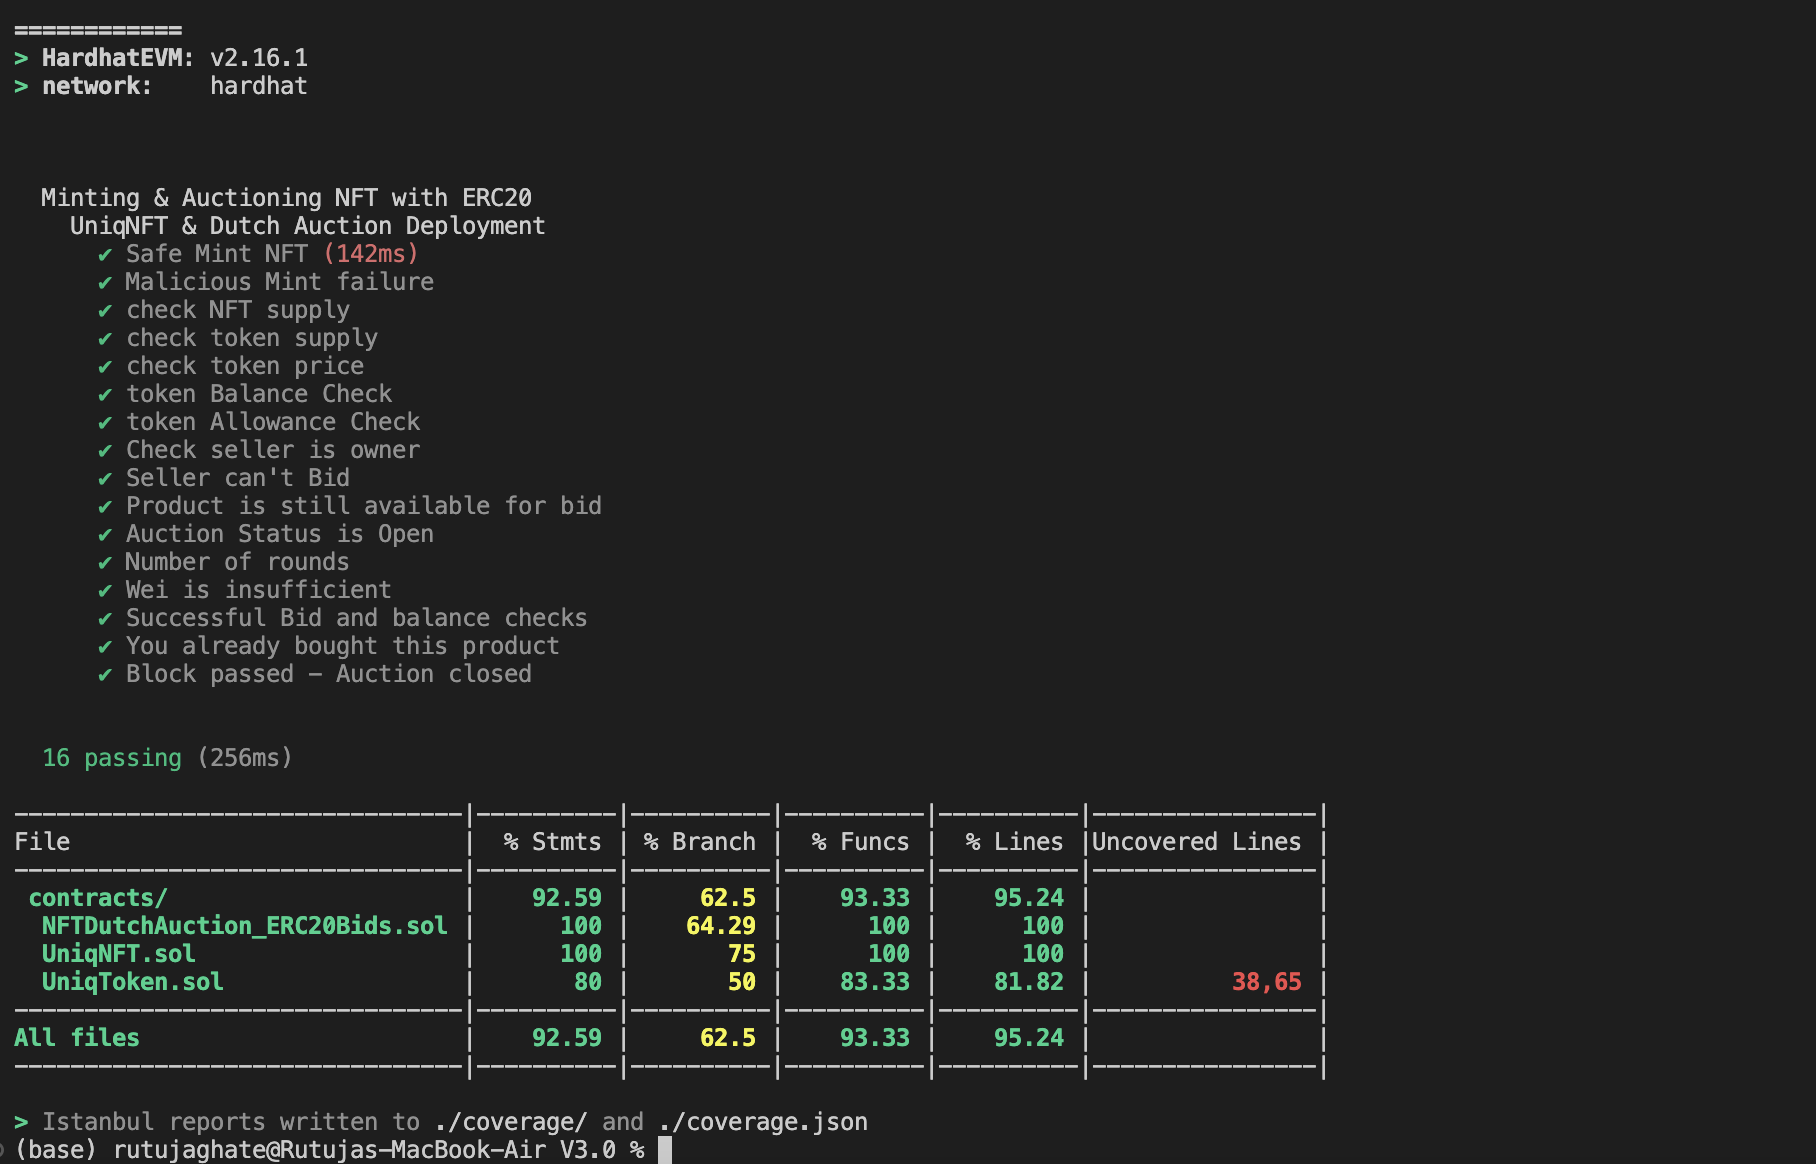 ============
> HardhatEVM: v2.16.1
> network:    hardhat
Minting & Auctioning NFT with ERC20
UniqNFT & Dutch Auction Deployment
✔ Safe Mint NFT (142ms)
✔ Malicious Mint failure
✔ check NFT supply
✔ check token supply
✔ check token price
✔ token Balance Check
✔ token Allowance Check
✔ Check seller is owner
✔ Seller can't Bid
✔ Product is still available for bid
✔ Auction Status is Open
✔ Number of rounds
✔ Wei is insufficient
✔ Successful Bid and balance checks
✔ You already bought this product
✔ Block passed – Auction closed
16 passing (256ms)
--------------------------------|----------|----------|----------|----------|----------------|
File                            |  % Stmts | % Branch |  % Funcs |  % Lines |Uncovered Lines |
--------------------------------|----------|----------|----------|----------|----------------|
 contracts/                     |    92.59 |     62.5 |    93.33 |    95.24 |                |
  NFTDutchAuction_ERC20Bids.sol |      100 |    64.29 |      100 |      100 |                |
  UniqNFT.sol                   |      100 |       75 |      100 |      100 |                |
  UniqToken.sol                 |       80 |       50 |    83.33 |    81.82 |          38,65 |
--------------------------------|----------|----------|----------|----------|----------------|
All files                       |    92.59 |     62.5 |    93.33 |    95.24 |                |
--------------------------------|----------|----------|----------|----------|----------------|
> Istanbul reports written to ./coverage/ and ./coverage.json
(base) rutujaghate@Rutujas-MacBook-Air V3.0 %